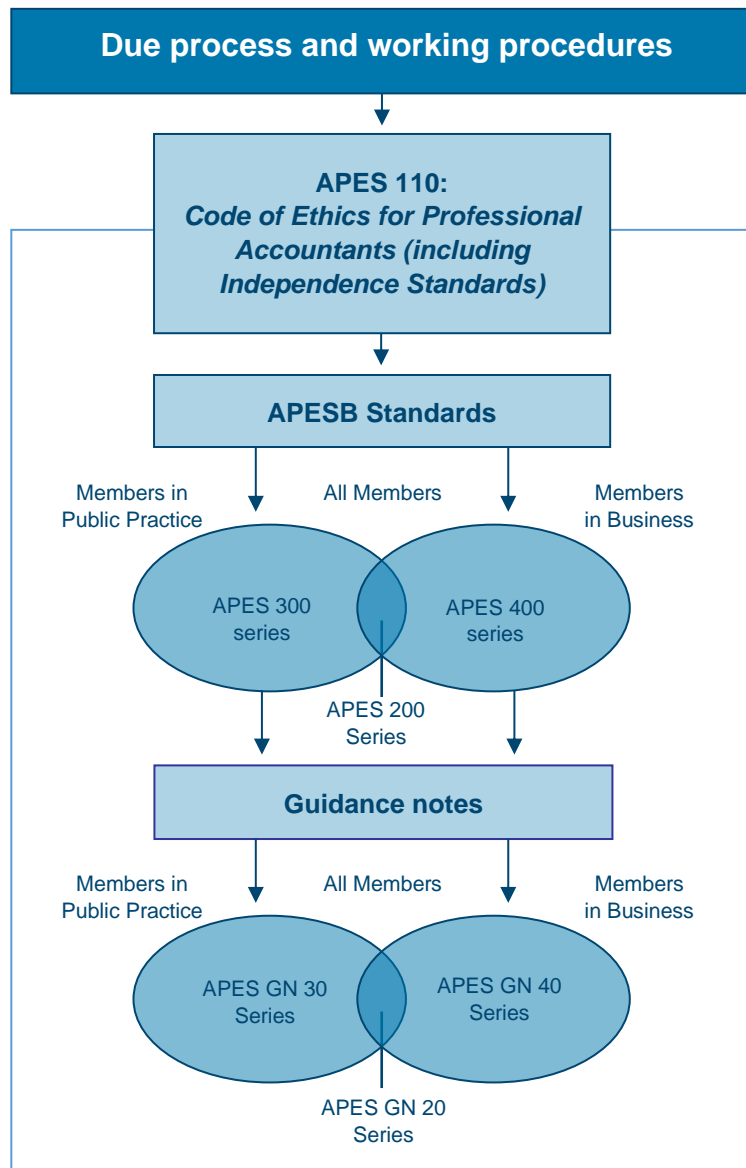 Due process and working procedures
APES 110:
Code of Ethics for Professional
Accountants (including
Independence Standards)
APESB Standards
Members in
Public Practice
All Members
Members
in Business
APES 300
series
APES 400
series
APES 200
Series
Guidance notes
Members in
Public Practice
All Members
Members
in Business
APES GN 30
Series
APES GN 40
Series
APES GN 20
Series